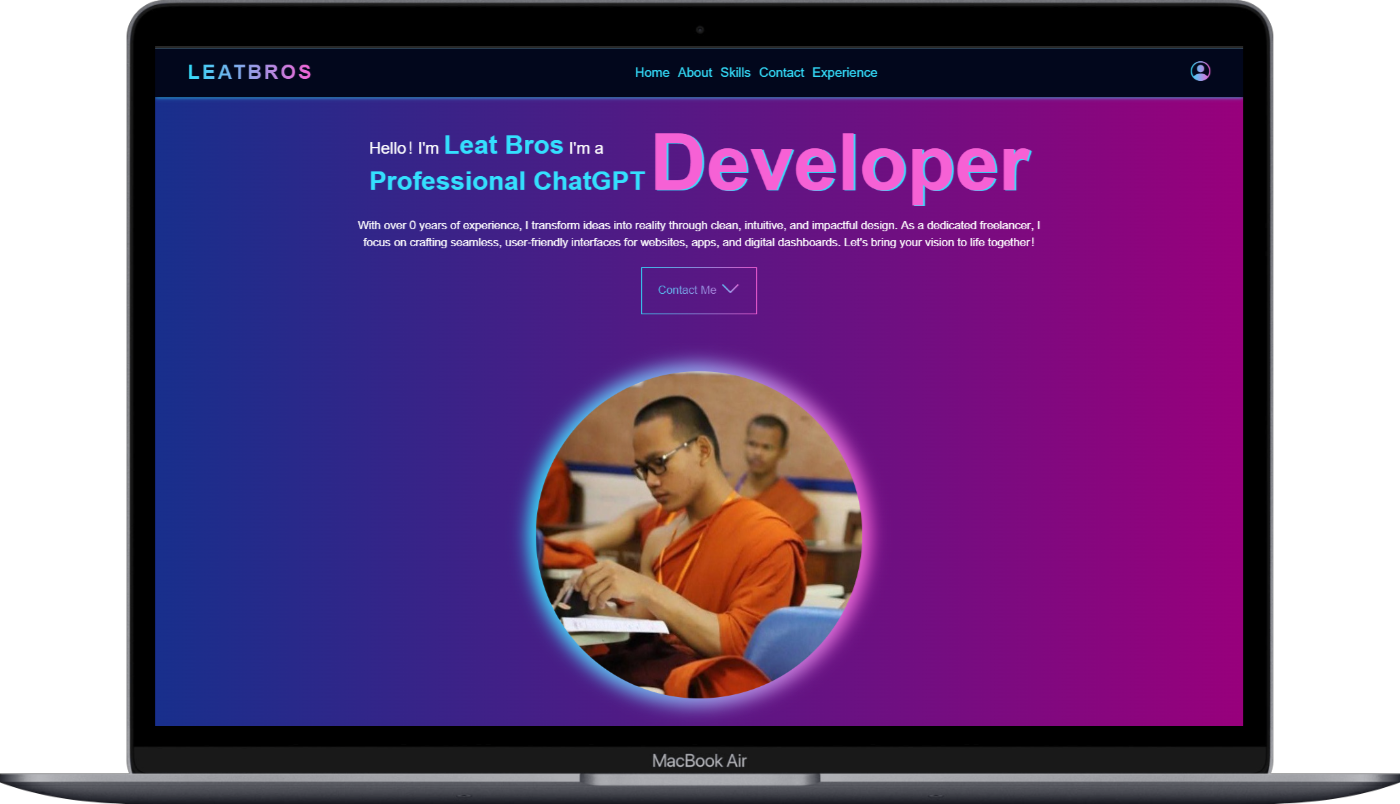 LEATBROS
Home About Skills Contact Experience
Hello! I'm Leat Bros I'm a
Professional ChatGPT Developer
With over 0 years of experience, I transform ideas into reality through clean, intuitive, and impactful design. As a dedicated freelancer, I
focus on crafting seamless, user-friendly interfaces for websites, apps, and digital dashboards. Let's bring your vision to life together!
Contact Me
MacBook Air